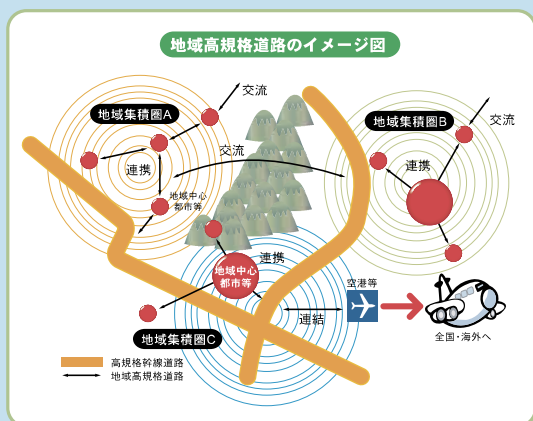 地域高規格道路のイメージ図
交流
地域集積圏A
交流
地域集積圏B
交流
連携
連携
地域中心
都市等
連携
地域中心
都市等
空港等
連結
地域集積圏C
全国・海外へ
高規格幹線道路
地域高規格道路